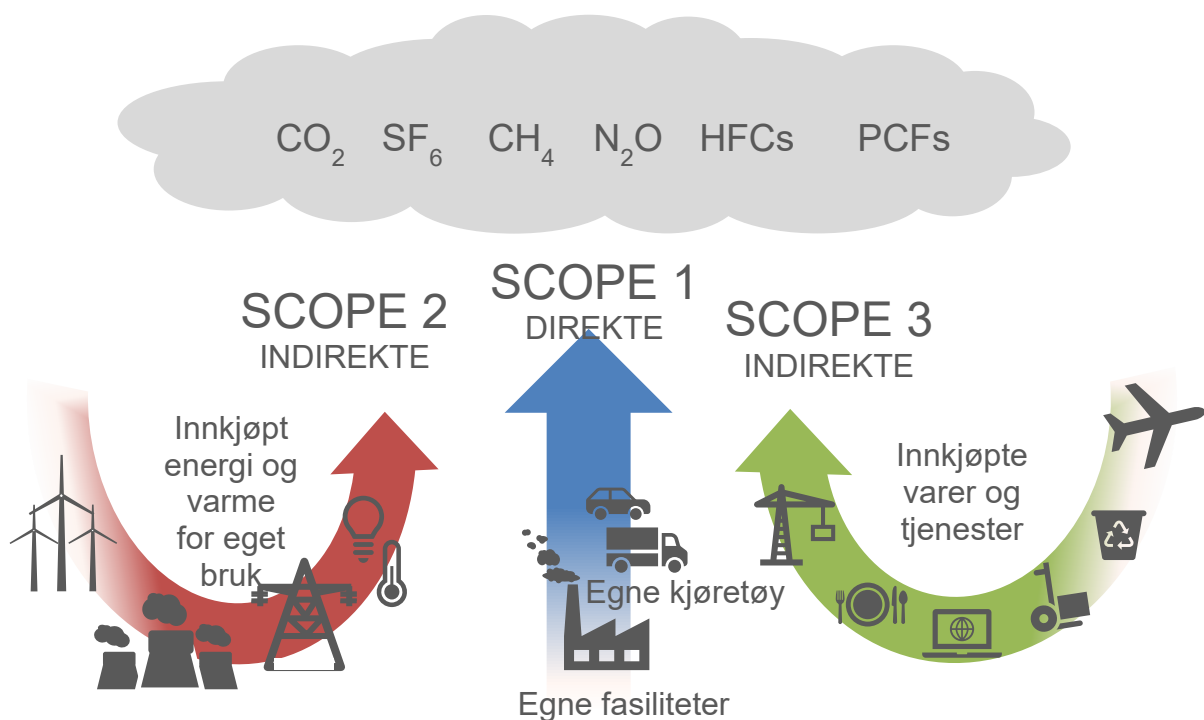 CO₂ SF₆ CH₄ N₂O HFCs PCFs
SCOPE 2
INDIREKTE
SCOPE 1
DIREKTE
SCOPE 3
INDIREKTE
Innkjøpt
energi og
varme
for eget
bruk
Egne kjøretøy
Egne fasiliteter
Innkjøpte
varer og
tjenester